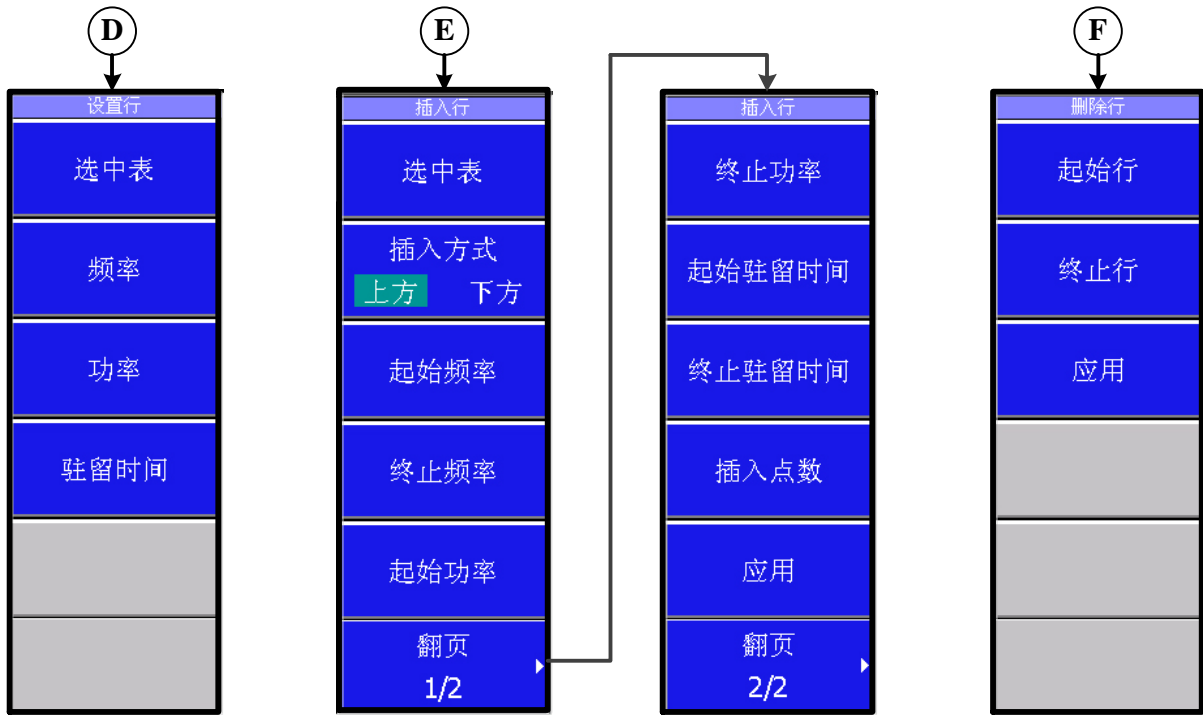 D
设置行
选中表
频率
功率
驻留时间
E
插入行
选中表
插入方式
上方 下方
起始频率
终止频率
起始功率
翻页
1/2
插入行
终止功率
起始驻留时间
终止驻留时间
插入点数
应用
翻页
2/2
F
删除行
起始行
终止行
应用